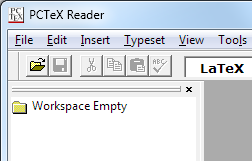 PCTeX Reader
File Edit Insert Typeset View Tools
LaTeX
Workspace Empty